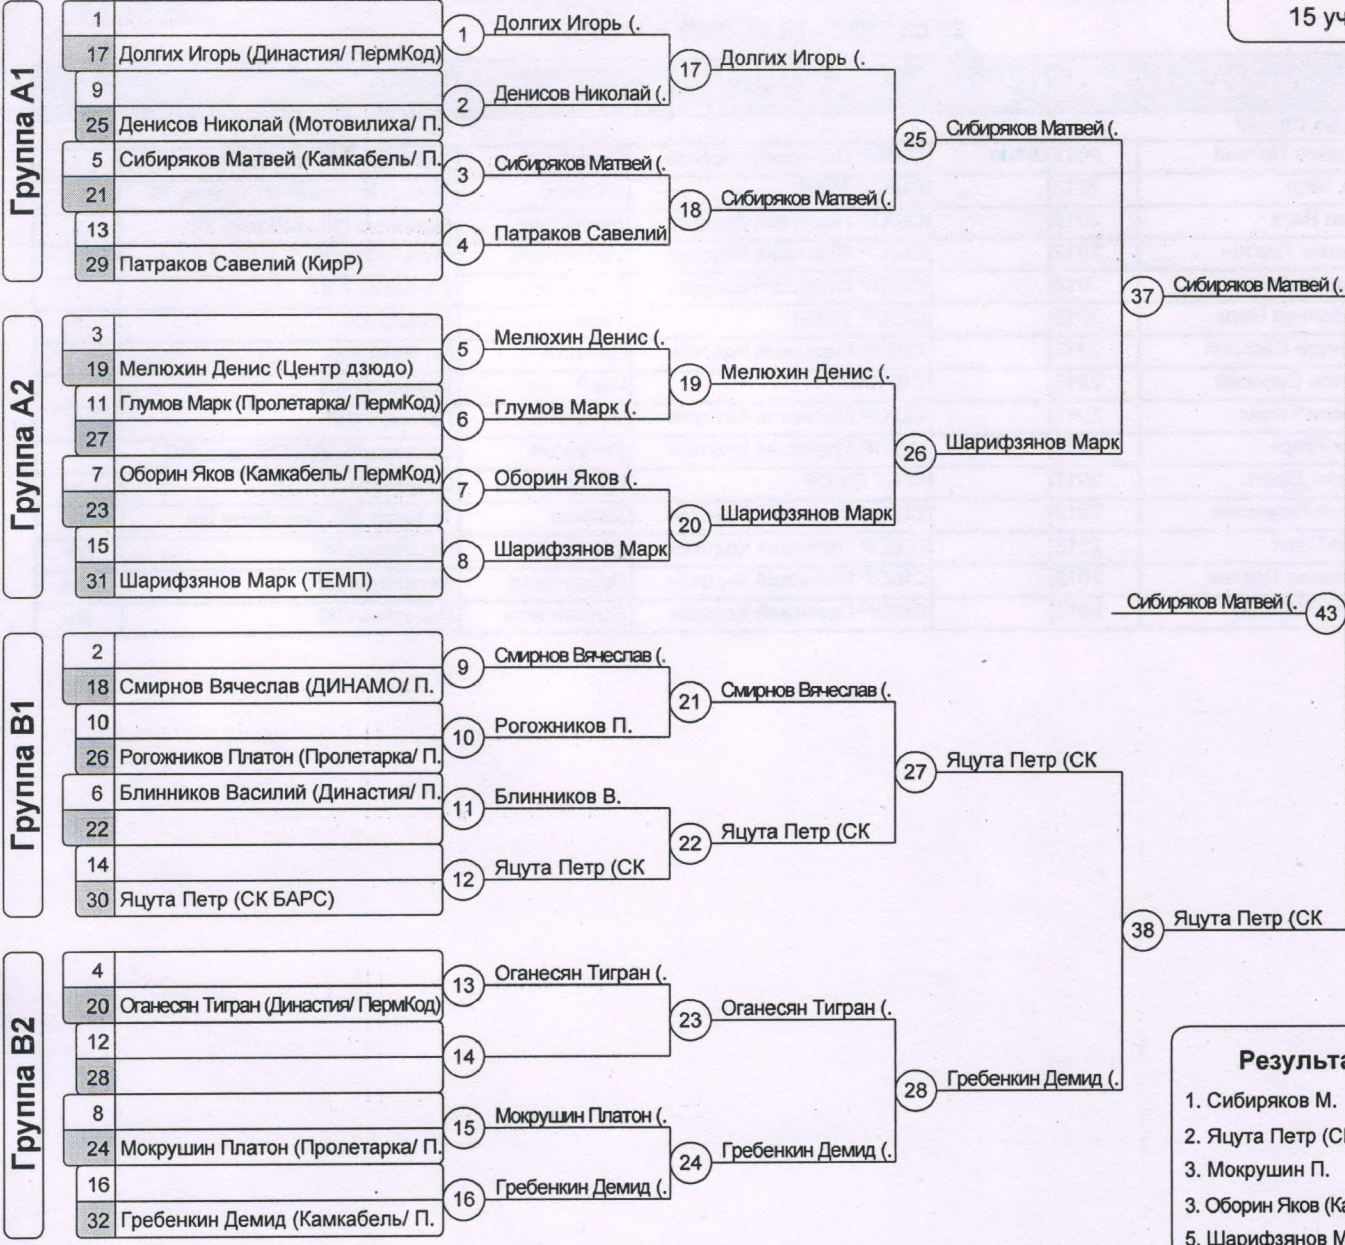 15 уч
Группа А1
1
17 Долгих Игорь (Династия/ ПермКод)
9
25 Денисов Николай (Мотовилиха/ П.
5 Сибиряков Матвей (Камкабель/ П.
21
13
29 Патраков Савелий (КирР)
1 Долгих Игорь (.
2 Денисов Николай (.
3 Сибиряков Матвей (.
4 Патраков Савелий
17 Долгих Игорь (.
18 Сибиряков Матвей (.
25 Сибиряков Матвей (.
Группа А2
3
19 Мелюхин Денис (Центр дзюдо)
11 Глумов Марк (Пролетарка/ ПермКод)
27
7 Оборин Яков (Камкабель/ ПермКод)
23
15
31 Шарифзянов Марк (ТЕМП)
5 Мелюхин Денис (.
6 Глумов Марк (.
7 Оборин Яков (.
8 Шарифзянов Марк
19 Мелюхин Денис (.
20 Шарифзянов Марк
26 Шарифзянов Марк
37 Сибиряков Матвей (.
Сибиряков Матвей (. 43
Группа В1
2
18 Смирнов Вячеслав (ДИНАМО/ П.
10
26 Рогожников Платон (Пролетарка/ П.
6 Блинников Василий (Династия/ П.
22
14
30 Яцута Петр (СК БАРС)
9 Смирнов Вячеслав (.
10 Рогожников П.
11 Блинников В.
12 Яцута Петр (СК
21 Смирнов Вячеслав (.
22 Яцута Петр (СК
27 Яцута Петр (СК
Группа В2
4
20 Оганесян Тигран (Династия/ ПермКод)
12
28
8
24 Мокрушин Платон (Пролетарка/ П.
16
32 Гребенкин Демид (Камкабель/ П.
13 Оганесян Тигран (.
14
15 Мокрушин Платон (.
16 Гребенкин Демид (.
23 Оганесян Тигран (.
24 Гребенкин Демид (.
28 Гребенкин Демид (.
38 Яцута Петр (СК
Результа
1. Сибиряков М.
2. Яцута Петр (С
3. Мокрушин П.
3. Оборин Яков (Ка
5. Шарифзянов М